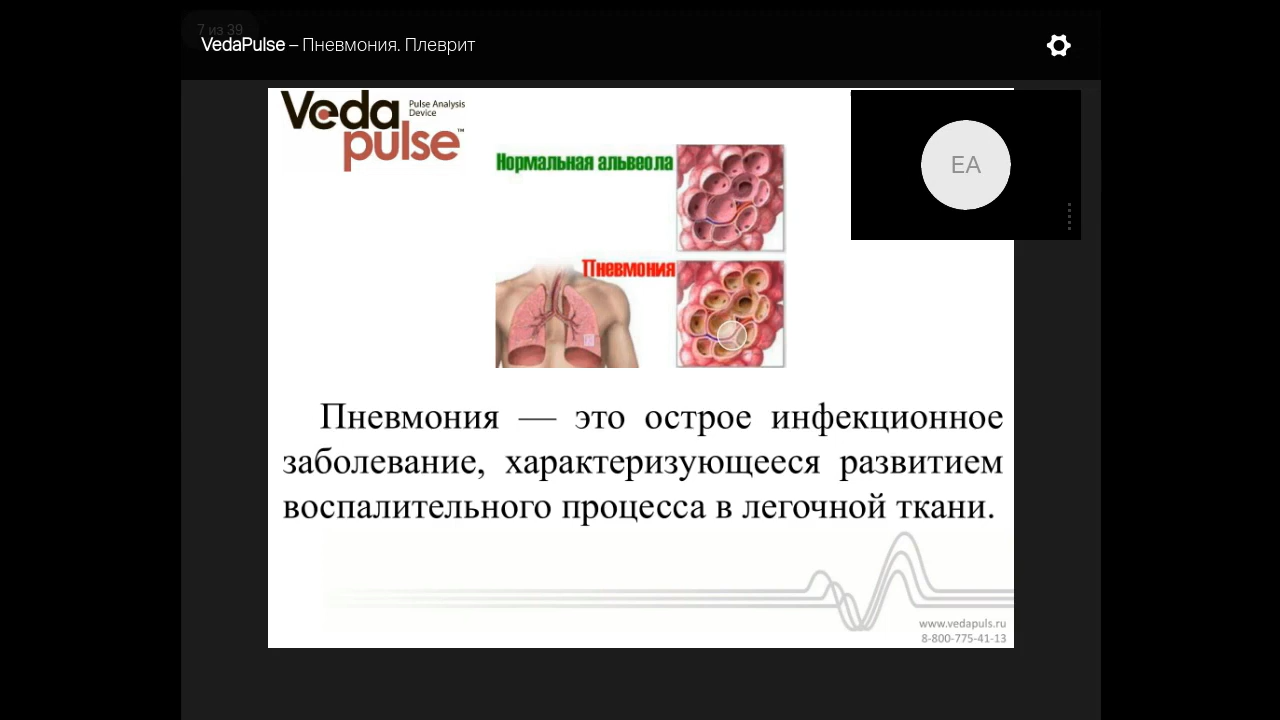 7 из 39
VedaPulse – Пневмония. Плеврит
Veda
Pulse Analysis
Device
pulse™
EA
Нормальная альвеола
Пневмония
Пневмония — это острое инфекционное
заболевание, характеризующееся развитием
воспалительного процесса в легочной ткани.
www.vedapuls.ru
8-800-775-41-13